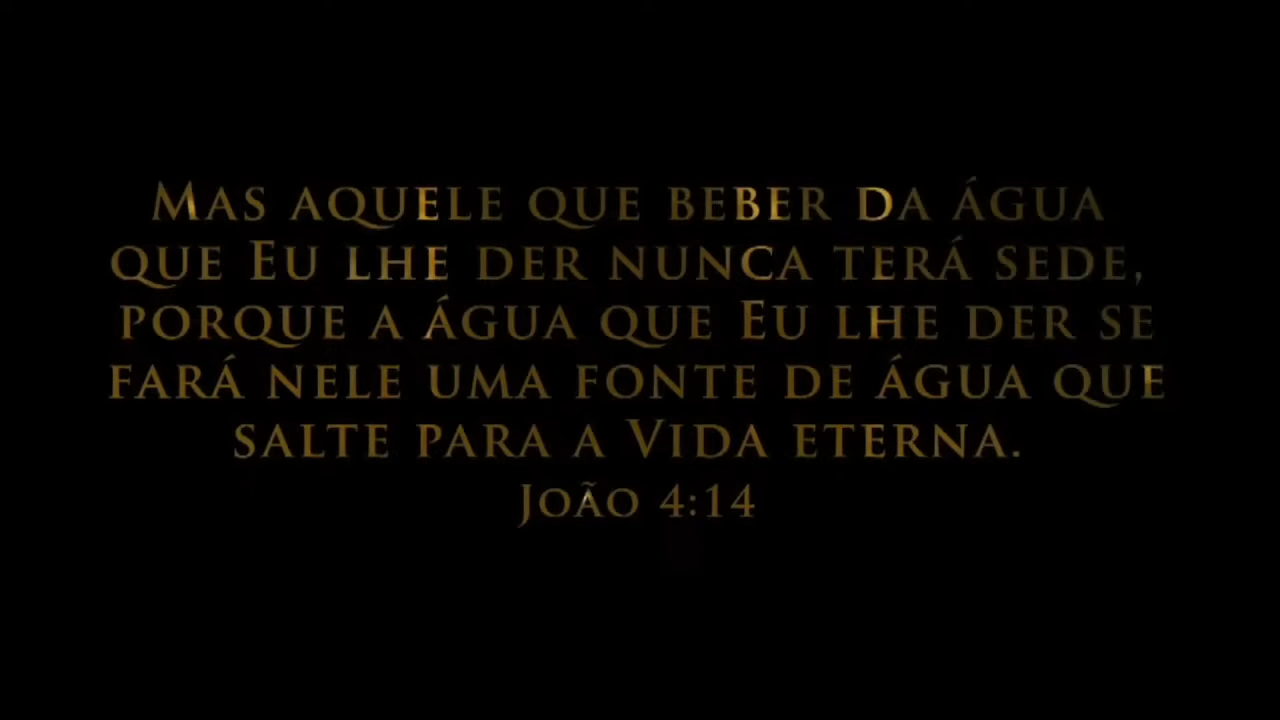 Mas aquele que beber da água
que Eu lhe der nunca terá sede,
porque a água que Eu lhe der se
fará nele uma fonte de água que
salte para a Vida eterna.
João 4:14